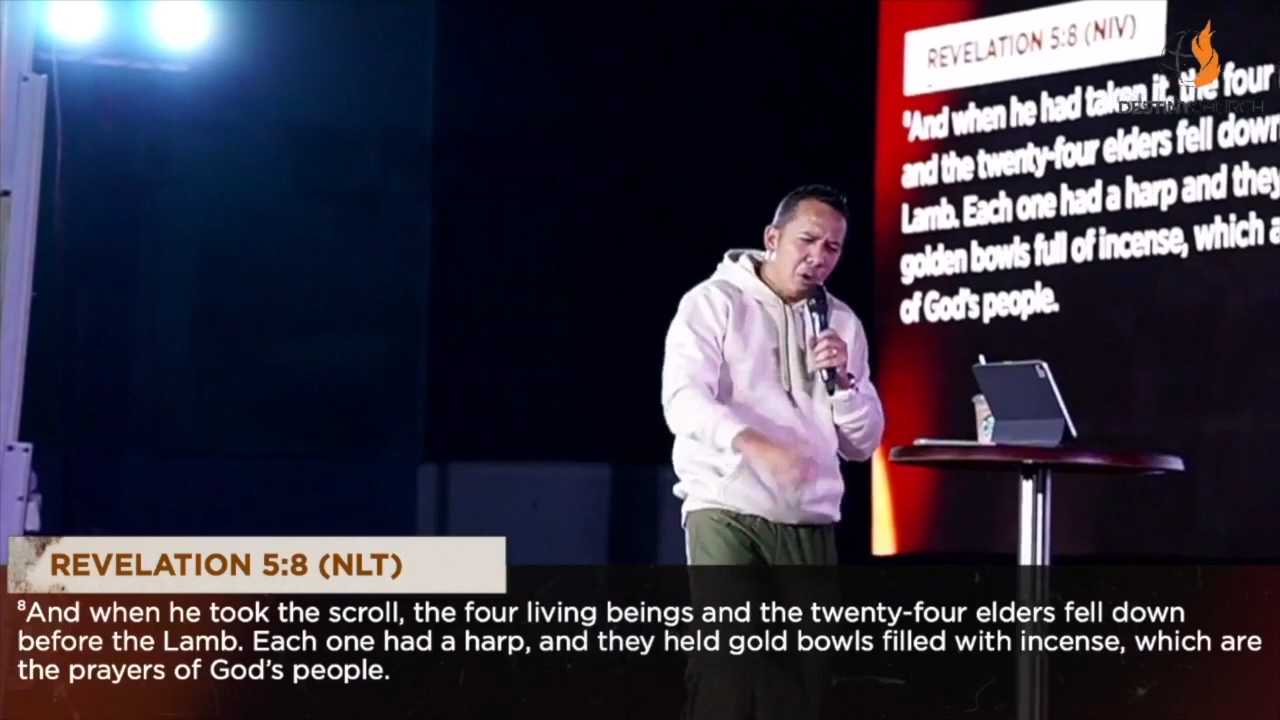 REVELATION 5:8 (NIV)
⁸And when he had taken it, the four
and the twenty-four elders fell down
Lamb. Each one had a harp and they
golden bowls full of incense, which a
of God's people.
DESTINY CHURCH
REVELATION 5:8 (NLT)
⁸And when he took the scroll, the four living beings and the twenty-four elders fell down
before the Lamb. Each one had a harp, and they held gold bowls filled with incense, which are
the prayers of God's people.